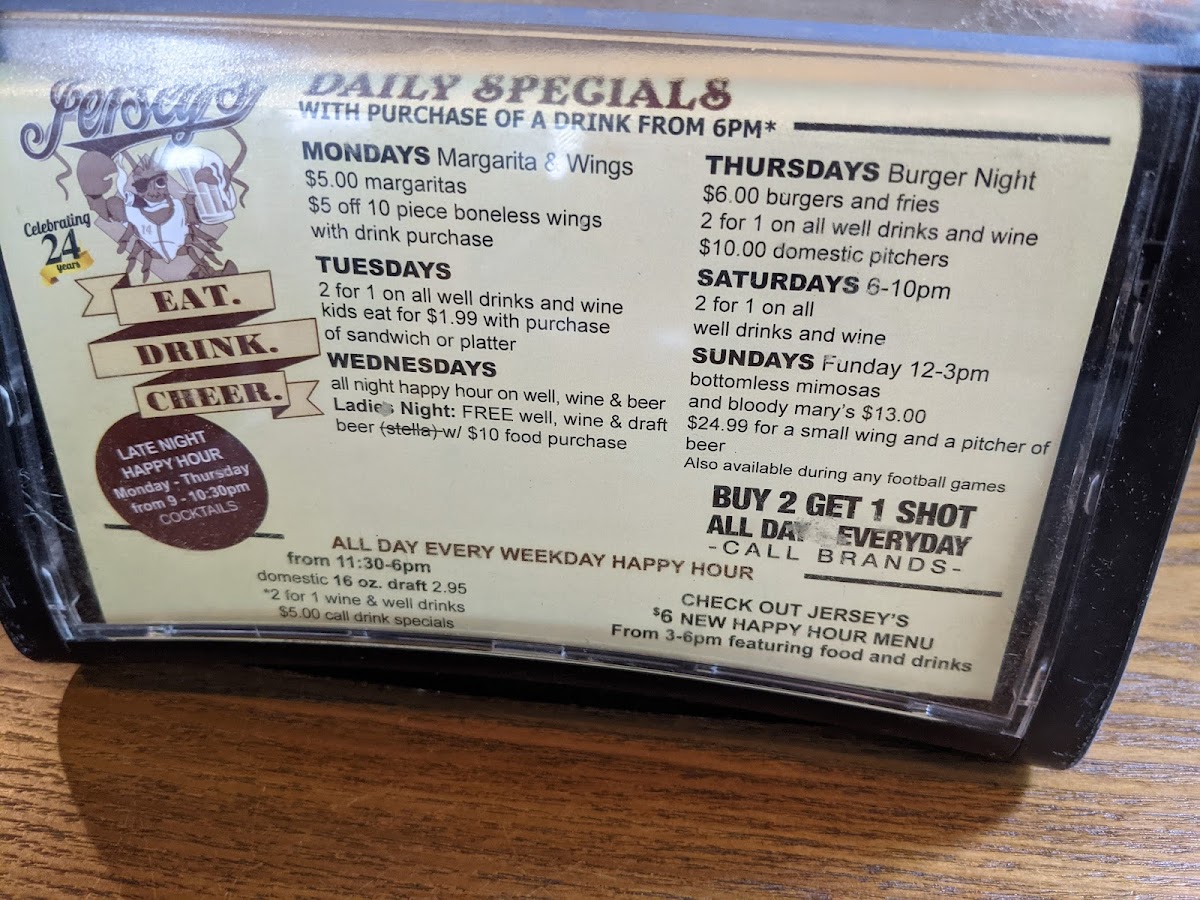 Jersey's
Celebrating
24
years
EAT.
DRINK.
CHEER.
LATE NIGHT
HAPPY HOUR
Monday - Thursday
from 9 - 10:30pm
COCKTAILS
DAILY SPECIALS
WITH PURCHASE OF A DRINK FROM 6PM*
MONDAYS Margarita & Wings
$5.00 margaritas
$5 off 10 piece boneless wings
with drink purchase
TUESDAYS
2 for 1 on all well drinks and wine
kids eat for $1.99 with purchase
of sandwich or platter
WEDNESDAYS
all night happy hour on well, wine & beer
Ladies Night: FREE well, wine & draft
beer (stella) w/ $10 food purchase
THURSDAYS Burger Night
$6.00 burgers and fries
2 for 1 on all well drinks and wine
$10.00 domestic pitchers
SATURDAYS 6-10pm
2 for 1 on all
well drinks and wine
SUNDAYS Funday 12-3pm
bottomless mimosas
and bloody mary's $13.00
$24.99 for a small wing and a pitcher of
beer
Also available during any football games
BUY 2 GET 1 SHOT
ALL DAY EVERYDAY
-CALL BRANDS-
ALL DAY EVERY WEEKDAY HAPPY HOUR
from 11:30-6pm
domestic 16 oz. draft 2.95
*2 for 1 wine & well drinks
$5.00 call drink specials
CHECK OUT JERSEY'S
$6 NEW HAPPY HOUR MENU
From 3-6pm featuring food and drinks